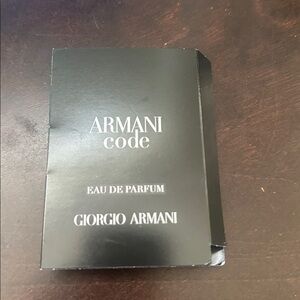 ARMANI
code
EAU DE PARFUM
GIORGIO ARMANI